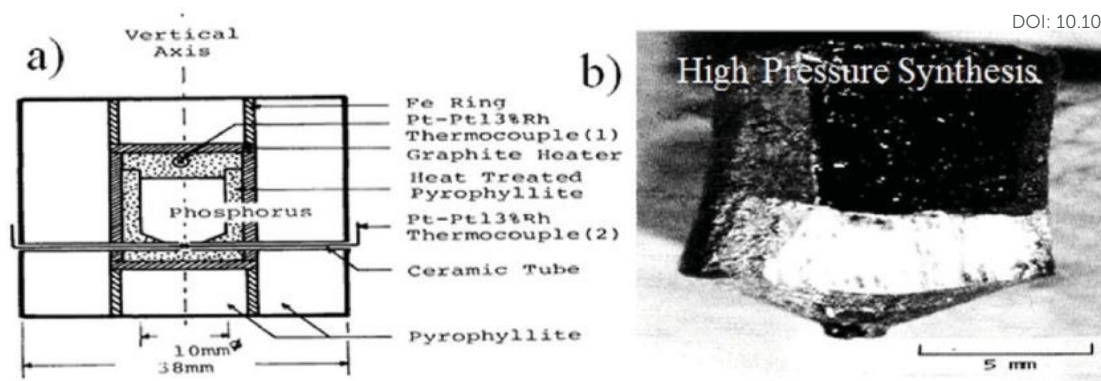 DOI: 10.10
Vertical
Axis
a)
Fe Ring
Pt-Pt13%Rh
Thermocouple(1)
Graphite Heater
Heat Treated
Pyrophyllite
Phosphorus
Pt-Pt13%Rh
Thermocouple(2)
Ceramic Tube
Pyrophyllite
10mmø
38mm
b)
High Pressure Synthesis
5 mm